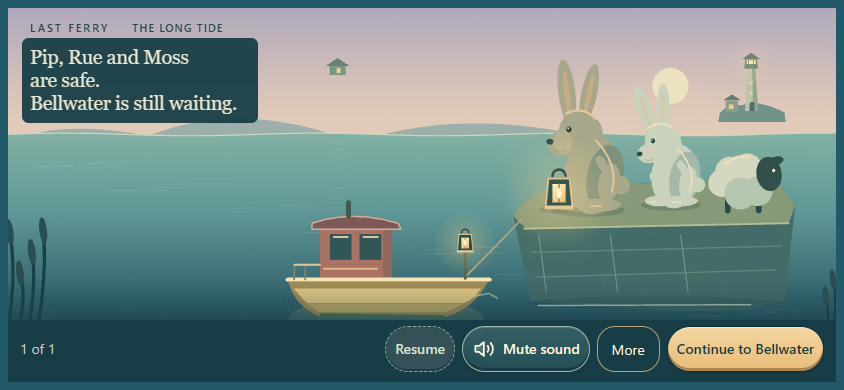 LAST FERRY THE LONG TIDE
Pip, Rue and Moss
are safe.
Bellwater is still waiting.
1 of 1
Resume
Mute sound
More
Continue to Bellwater